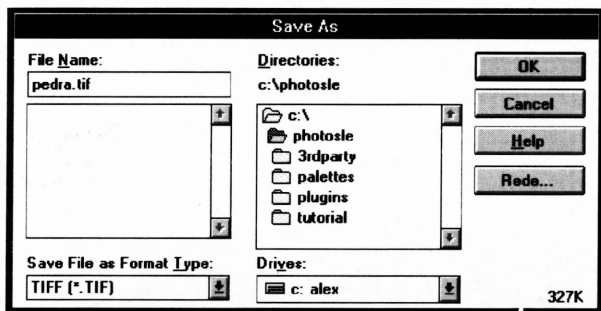 Save As
File Name:
pedra.tif
Directories:
c:\photosle
c:\
photosle
3rdparty
palettes
plugins
tutorial
OK
Cancel
Help
Rede...
Save File as Format Type:
TIFF (*.TIF)
Drives:
c: alex
327K